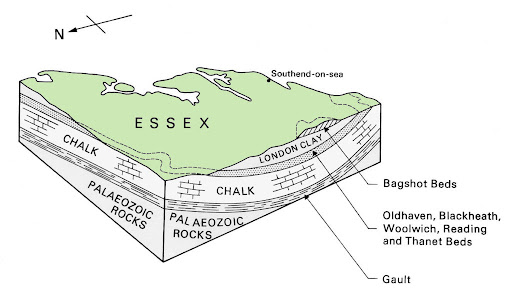 N
Southend-on-sea
ESSEX
LONDON CLAY
CHALK
CHALK
Bagshot Beds
PALAEOZOIC
ROCKS
PALAEOZOIC
ROCKS
Oldhaven, Blackheath,
Woolwich, Reading
and Thanet Beds
Gault